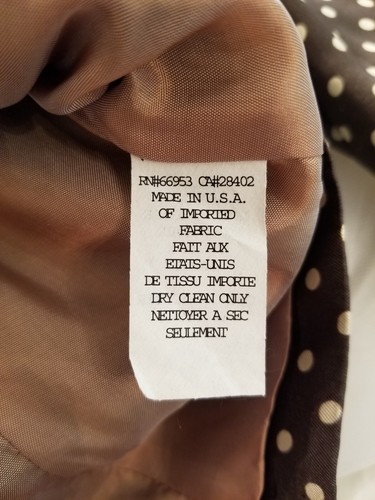 RN#66953 CA#28402
MADE IN U.S.A.
OF IMPORTED
FABRIC
FAIT AUX
ETATS-UNIS
DE TISSU IMPORTE
DRY CLEAN ONLY
NETTOYER A SEC
SEULEMENT